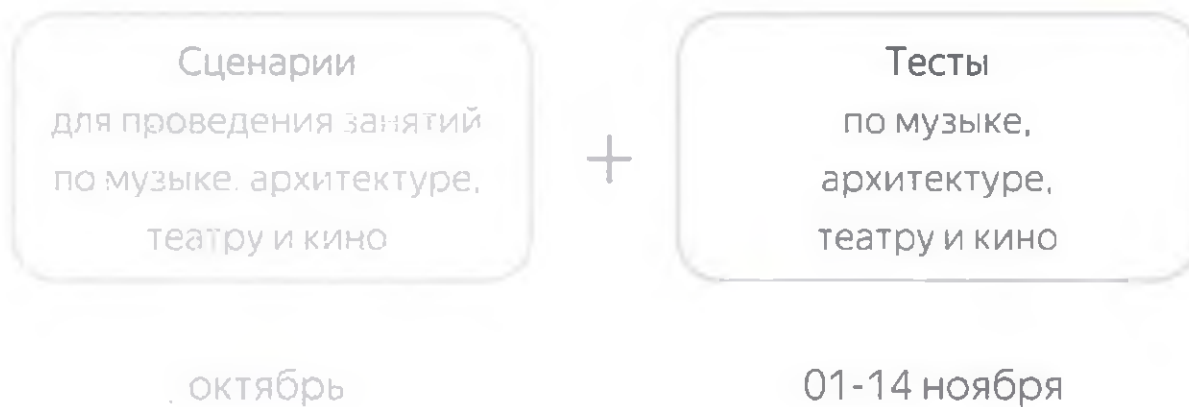 Сценарии
для проведения занятий
по музыке. архитектуре,
театру и кино
+
Тесты
по музыке,
архитектуре,
театру и кино
октябрь
01-14 ноября